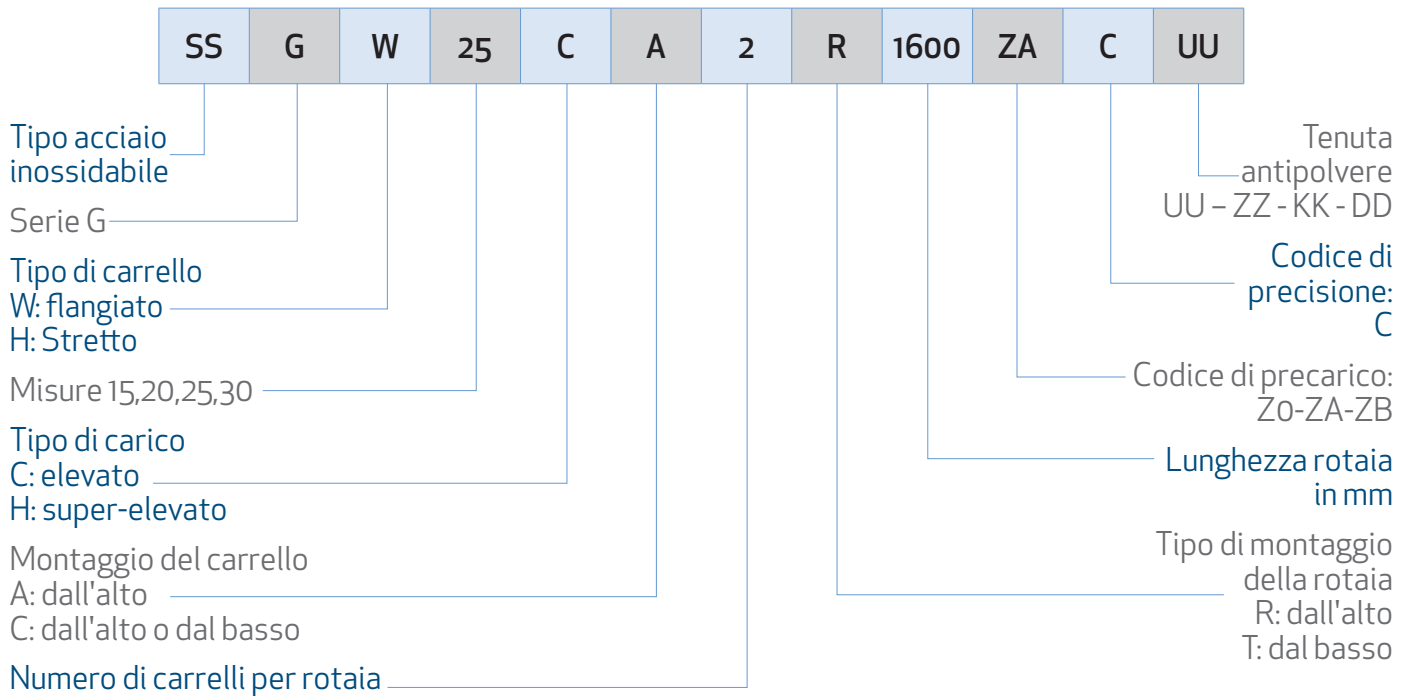 SS G W 25 C A 2 R 1600 ZA C UU
Tipo acciaio
inossidabile
Serie G
Tipo di carrello
W: flangiato
H: Stretto
Misure 15,20,25,30
Tipo di carico
C: elevato
H: super-elevato
Montaggio del carrello
A: dall'alto
C: dall'alto o dal basso
Numero di carrelli per rotaia
Tenuta
antipolvere
UU – ZZ - KK - DD
Codice di
precisione:
C
Codice di precarico:
Z0-ZA-ZB
Lunghezza rotaia
in mm
Tipo di montaggio
della rotaia
R: dall'alto
T: dal basso